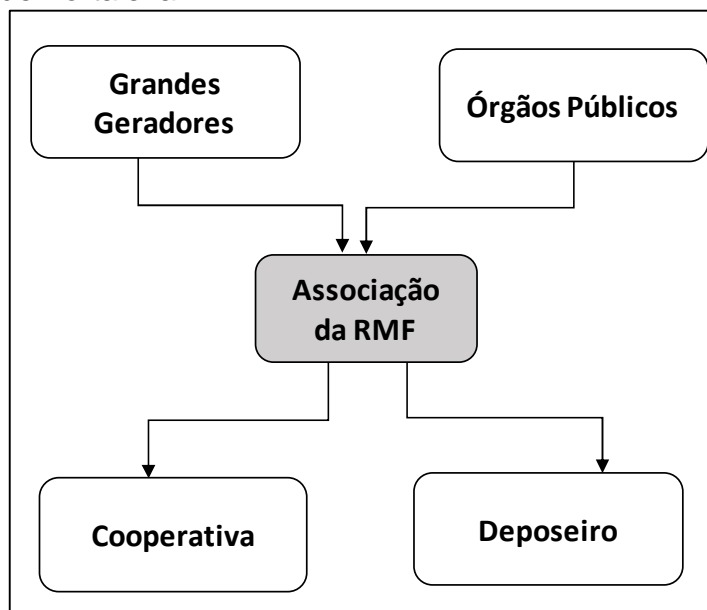 Grandes
Geradores
Órgãos Públicos
Associação
da RMF
Cooperativa
Deposeiro